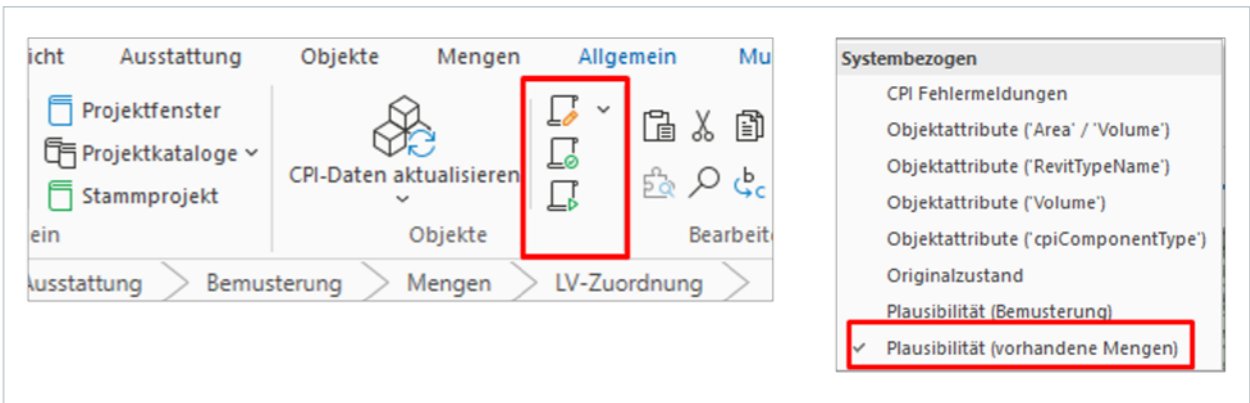 icht Ausstattung Objekte Mengen Allgemein Mu
Projektfenster
Projektkataloge
Stammprojekt
CPI-Daten aktualisieren
b
c
ein Objekte Bearbeit
Ausstattung Bemusterung Mengen LV-Zuordnung
Systembezogen
CPI Fehlermeldungen
Objektattribute ('Area' / 'Volume')
Objektattribute ('RevitTypeName')
Objektattribute ('Volume')
Objektattribute ('cpiComponentType')
Originalzustand
Plausibilität (Bemusterung)
Plausibilität (vorhandene Mengen)